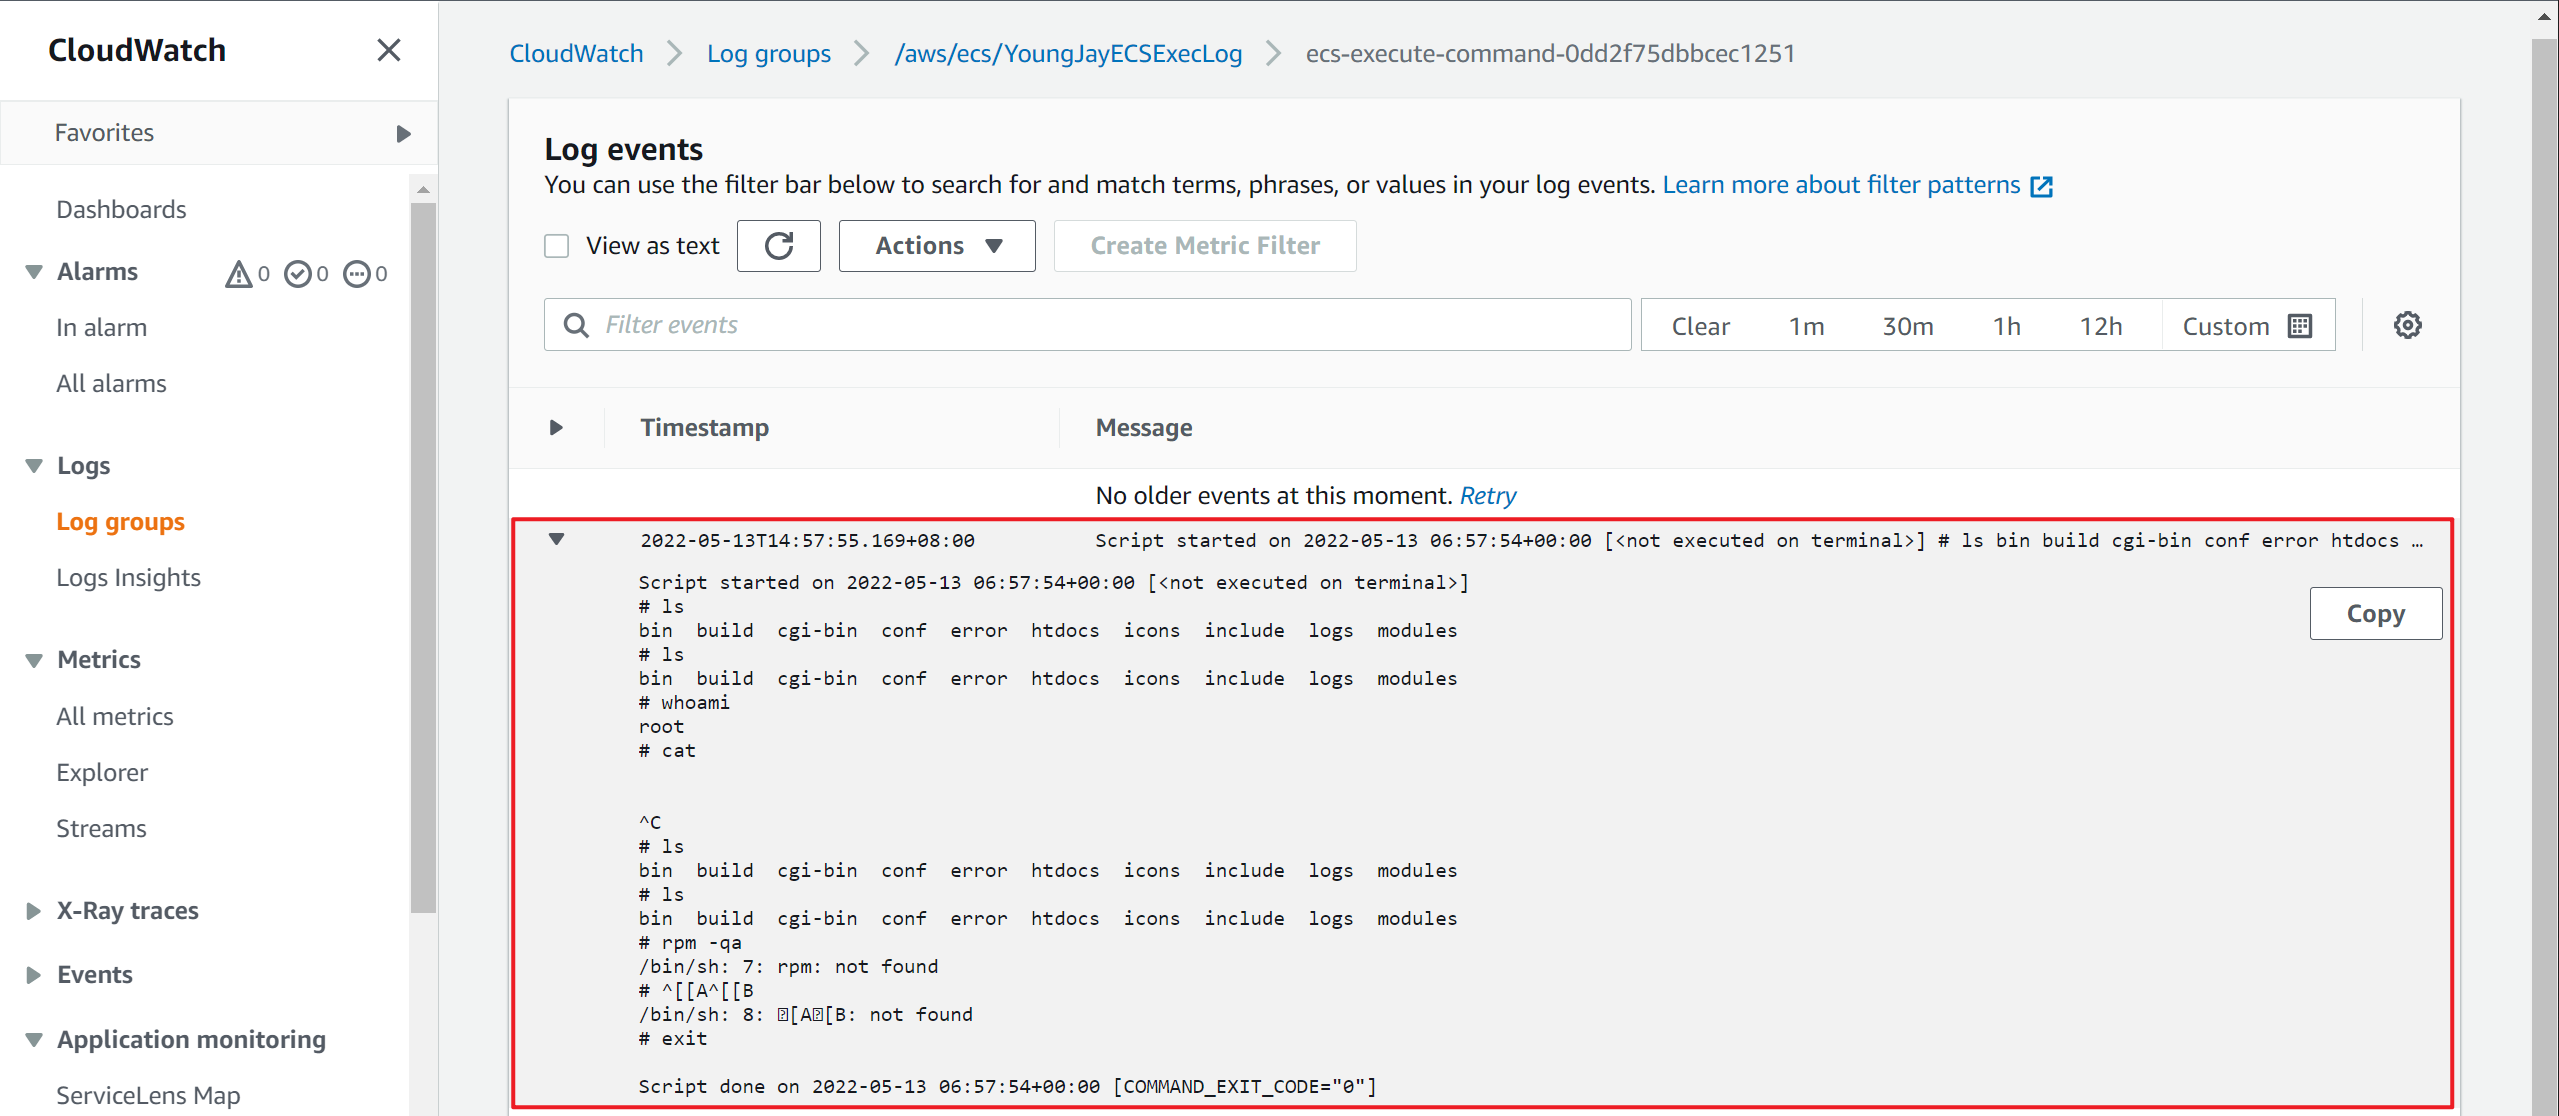 CloudWatch
Favorites
Dashboards
Alarms 0 0 0
In alarm
All alarms
Logs
Log groups
Logs Insights
Metrics
All metrics
Explorer
Streams
X-Ray traces
Events
Application monitoring
ServiceLens Map
CloudWatch Log groups /aws/ecs/YoungJayECSExecLog ecs-execute-command-0dd2f75dbbcec1251
Log events
You can use the filter bar below to search for and match terms, phrases, or values in your log events. Learn more about filter patterns
View as text Actions Create Metric Filter
Filter events Clear 1m 30m 1h 12h Custom
Timestamp Message
No older events at this moment. Retry
2022-05-13T14:57:55.169+08:00 Script started on 2022-05-13 06:57:54+00:00 [<not executed on terminal>] # ls bin build cgi-bin conf error htdocs …
Script started on 2022-05-13 06:57:54+00:00 [<not executed on terminal>]
Copy
# ls
bin build cgi-bin conf error htdocs icons include logs modules
# ls
bin build cgi-bin conf error htdocs icons include logs modules
# whoami
root
# cat
^C
# ls
bin build cgi-bin conf error htdocs icons include logs modules
# ls
bin build cgi-bin conf error htdocs icons include logs modules
# rpm -qa
/bin/sh: 7: rpm: not found
# ^[[A^[[B
/bin/sh: 8: ⍰[A⍰[B: not found
# exit
Script done on 2022-05-13 06:57:54+00:00 [COMMAND_EXIT_CODE="0"]